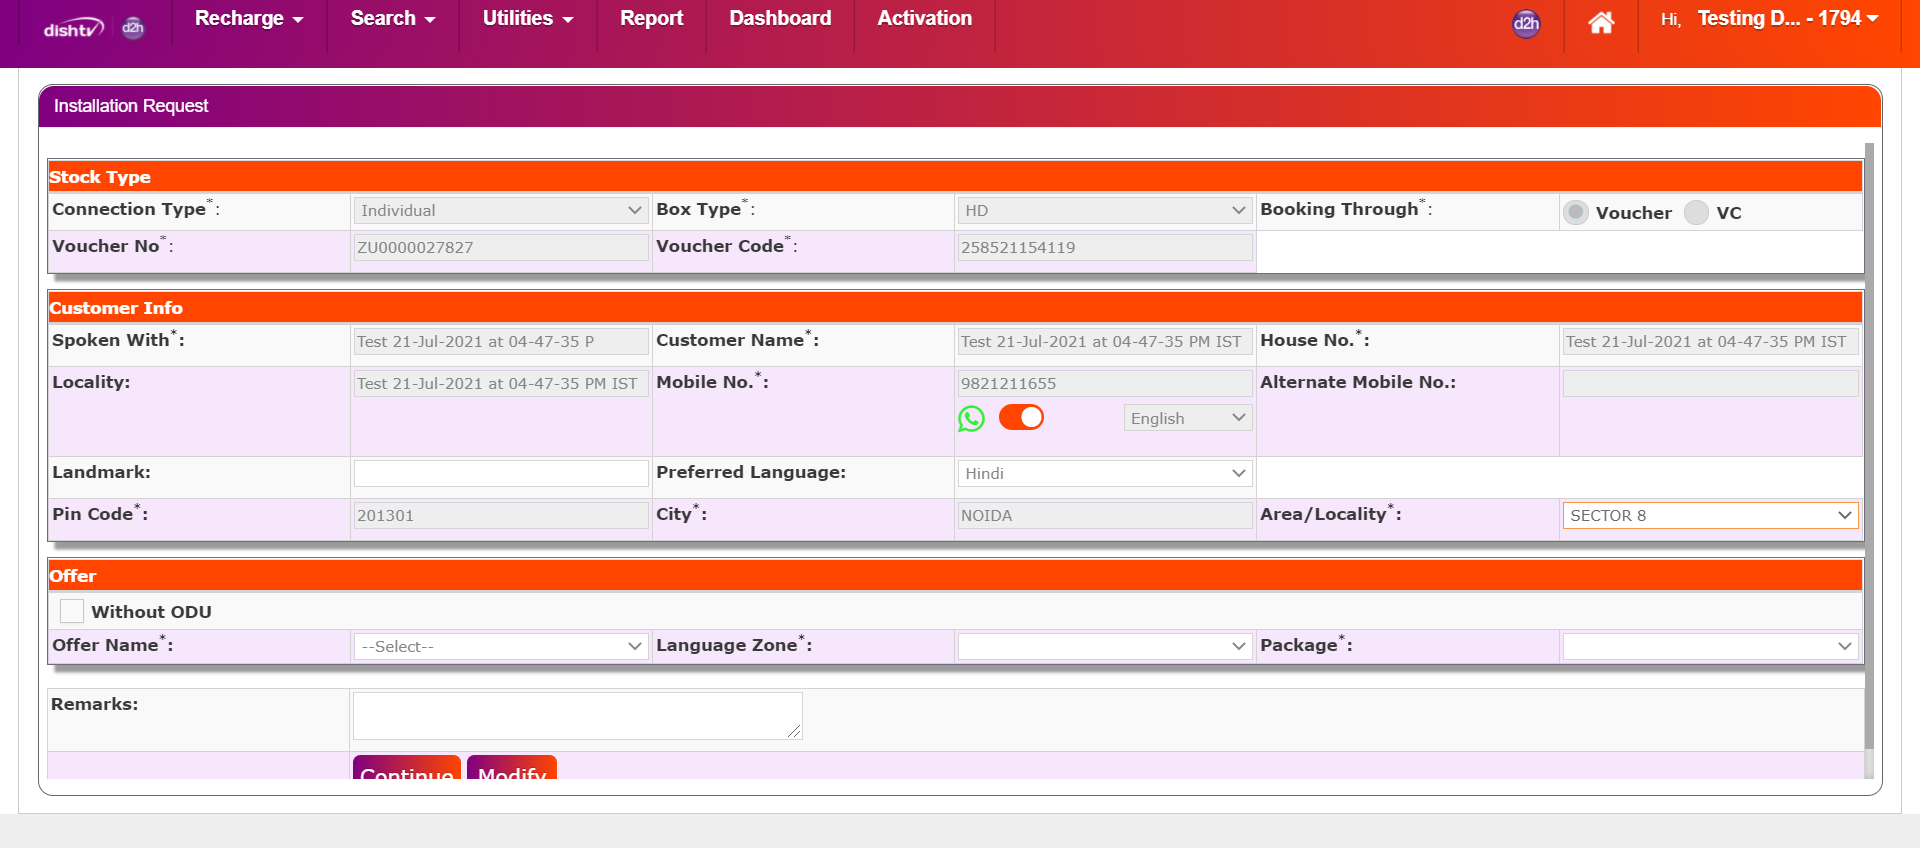 dishtv d2h Recharge Search Utilities Report Dashboard Activation d2h Hi, Testing D... - 1794
Installation Request
Stock Type
Connection Type*: Individual Box Type*: HD Booking Through*: Voucher VC
Voucher No*: ZU0000027827 Voucher Code*: 258521154119
Customer Info
Spoken With*: Test 21-Jul-2021 at 04-47-35 P Customer Name*: Test 21-Jul-2021 at 04-47-35 PM IST House No.*: Test 21-Jul-2021 at 04-47-35 PM IST
Locality: Test 21-Jul-2021 at 04-47-35 PM IST Mobile No.*: 9821211655 Alternate Mobile No.:
English
Landmark: Preferred Language: Hindi
Pin Code*: 201301 City*: NOIDA Area/Locality*: SECTOR 8
Offer
Without ODU
Offer Name*: --Select-- Language Zone*: Package*:
Remarks:
Continue Modify